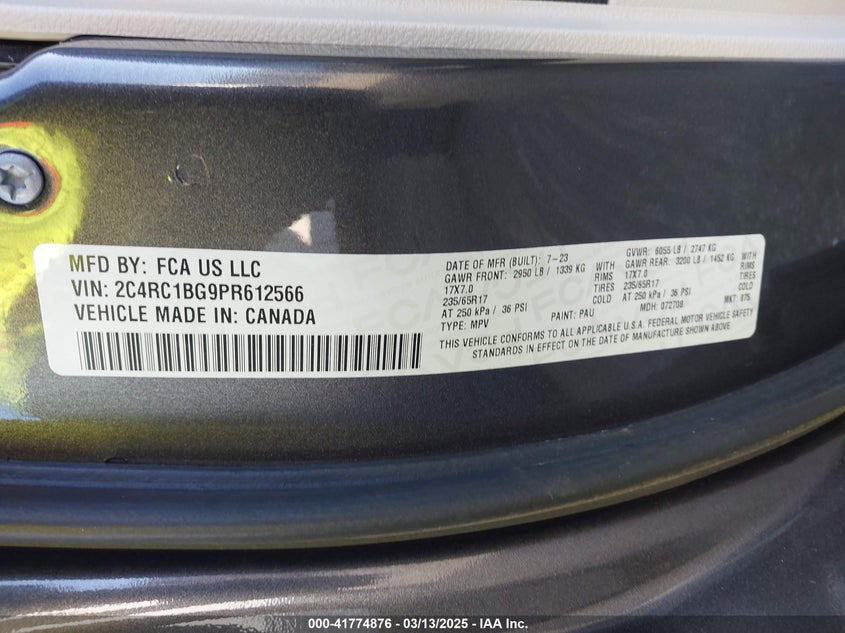 MFD BY: FCA US LLC
VIN: 2C4RC1BG9PR612566
VEHICLE MADE IN: CANADA
DATE OF MFR (BUILT): 7-23 GVWR: 6055 LB / 2747 KG
GAWR FRONT: 2950 LB / 1339 KG WITH GAWR REAR: 3200 LB / 1452 KG WITH
17X7.0 RIMS 17X7.0 RIMS
235/65R17 TIRES 235/65R17 TIRES
AT 250 kPa / 36 PSI AT 250 kPa / 36 PSI
TYPE: MPV PAINT: PAU MDH: 072708 MKT: 875
THIS VEHICLE CONFORMS TO ALL APPLICABLE U.S.A. FEDERAL MOTOR VEHICLE SAFETY
STANDARDS IN EFFECT ON THE DATE OF MANUFACTURE SHOWN ABOVE
000-41774876 | 03/13/2025 | IAA Inc.